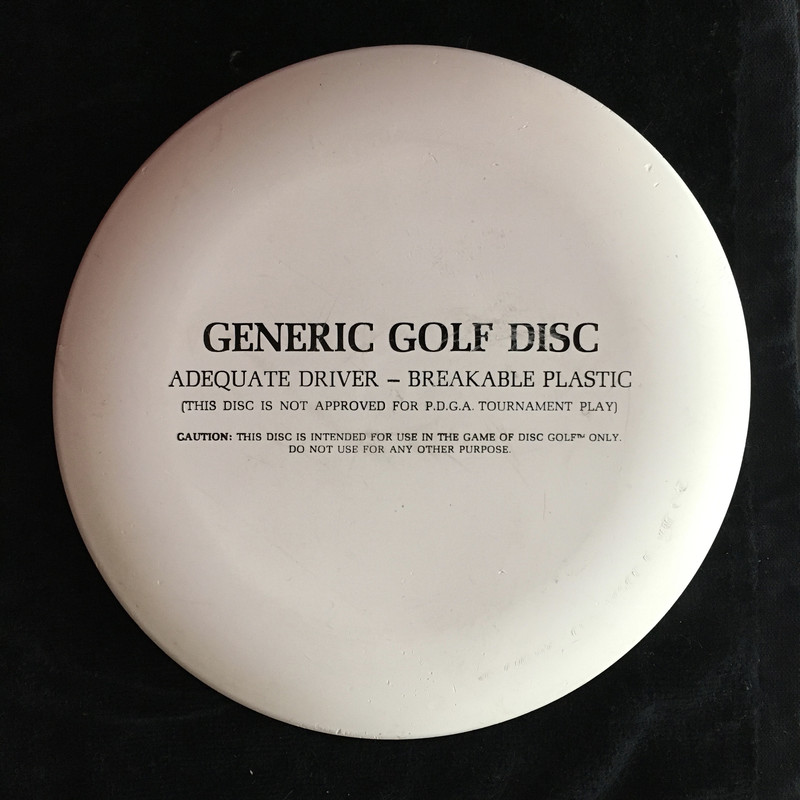 GENERIC GOLF DISC
ADEQUATE DRIVER – BREAKABLE PLASTIC
(THIS DISC IS NOT APPROVED FOR P.D.G.A. TOURNAMENT PLAY)
CAUTION: THIS DISC IS INTENDED FOR USE IN THE GAME OF DISC GOLF™ ONLY.
DO NOT USE FOR ANY OTHER PURPOSE.